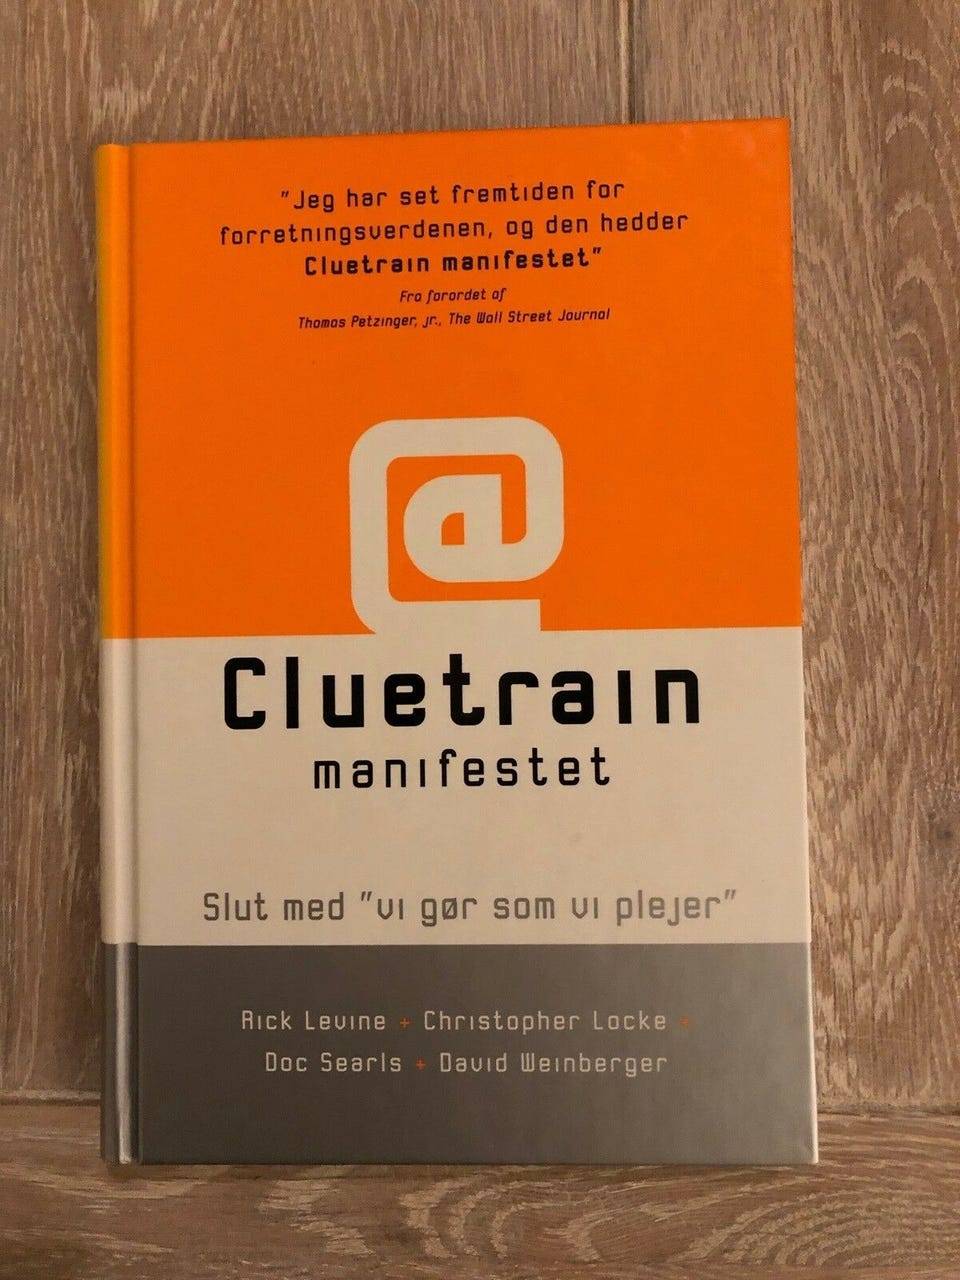 "Jeg har set fremtiden for
forretningsverdenen, og den hedder
Cluetrain manifestet"
Fra forordet af
Thomas Petzinger, jr., The Wall Street Journal
@
Cluetrain
manifestet
Slut med "vi gør som vi plejer"
Rick Levine + Christopher Locke +
Doc Searls + David Weinberger